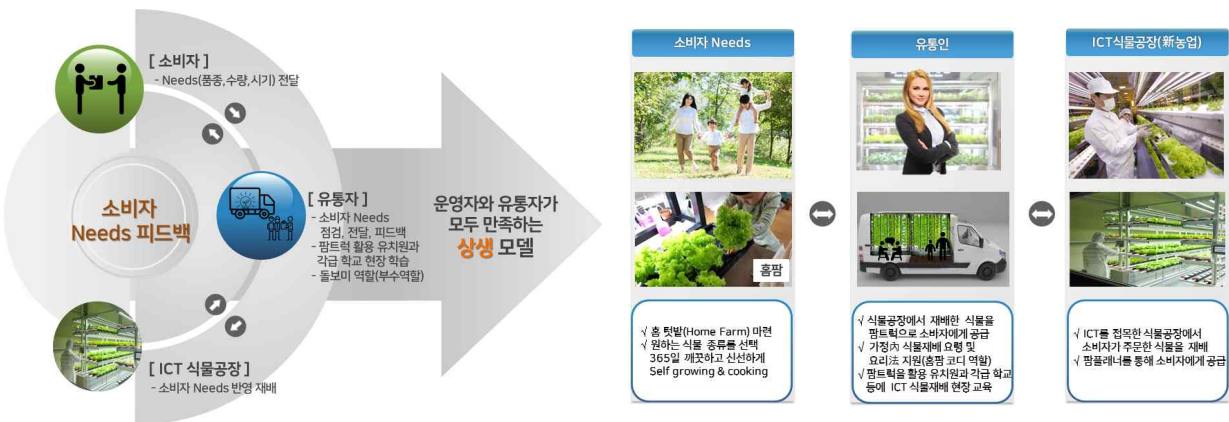 [ 소비자 ]
- Needs(품종,수량,시기) 전달
소비자
Needs 피드백
[ 유통자 ]
- 소비자 Needs
점검, 전달, 피드백
- 팜트럭 활용 유치원과
각급 학교 현장 학습
- 돌보미 역할(부수역할)
[ ICT 식물공장 ]
- 소비자 Needs 반영 재배
운영자와 유통자가
모두 만족하는
상생 모델
소비자 Needs
홈팜
√ 홈 텃밭(Home Farm) 마련
√ 원하는 식물 종류를 선택
365일 깨끗하고 신선하게
Self growing & cooking
유통인
√ 식물공장에서 재배한 식물을
팜트럭으로 소비자에게 공급
√ 가정內 식물재배 요령 및
요리法 지원(홈팜 코디 역할)
√ 팜트럭을 활용 유치원과 각급 학교
등에 ICT 식물재배 현장 교육
ICT식물공장(新농업)
√ ICT를 접목한 식물공장에서
소비자가 주문한 식물을 재배
√ 팜플래너를 통해 소비자에게 공급